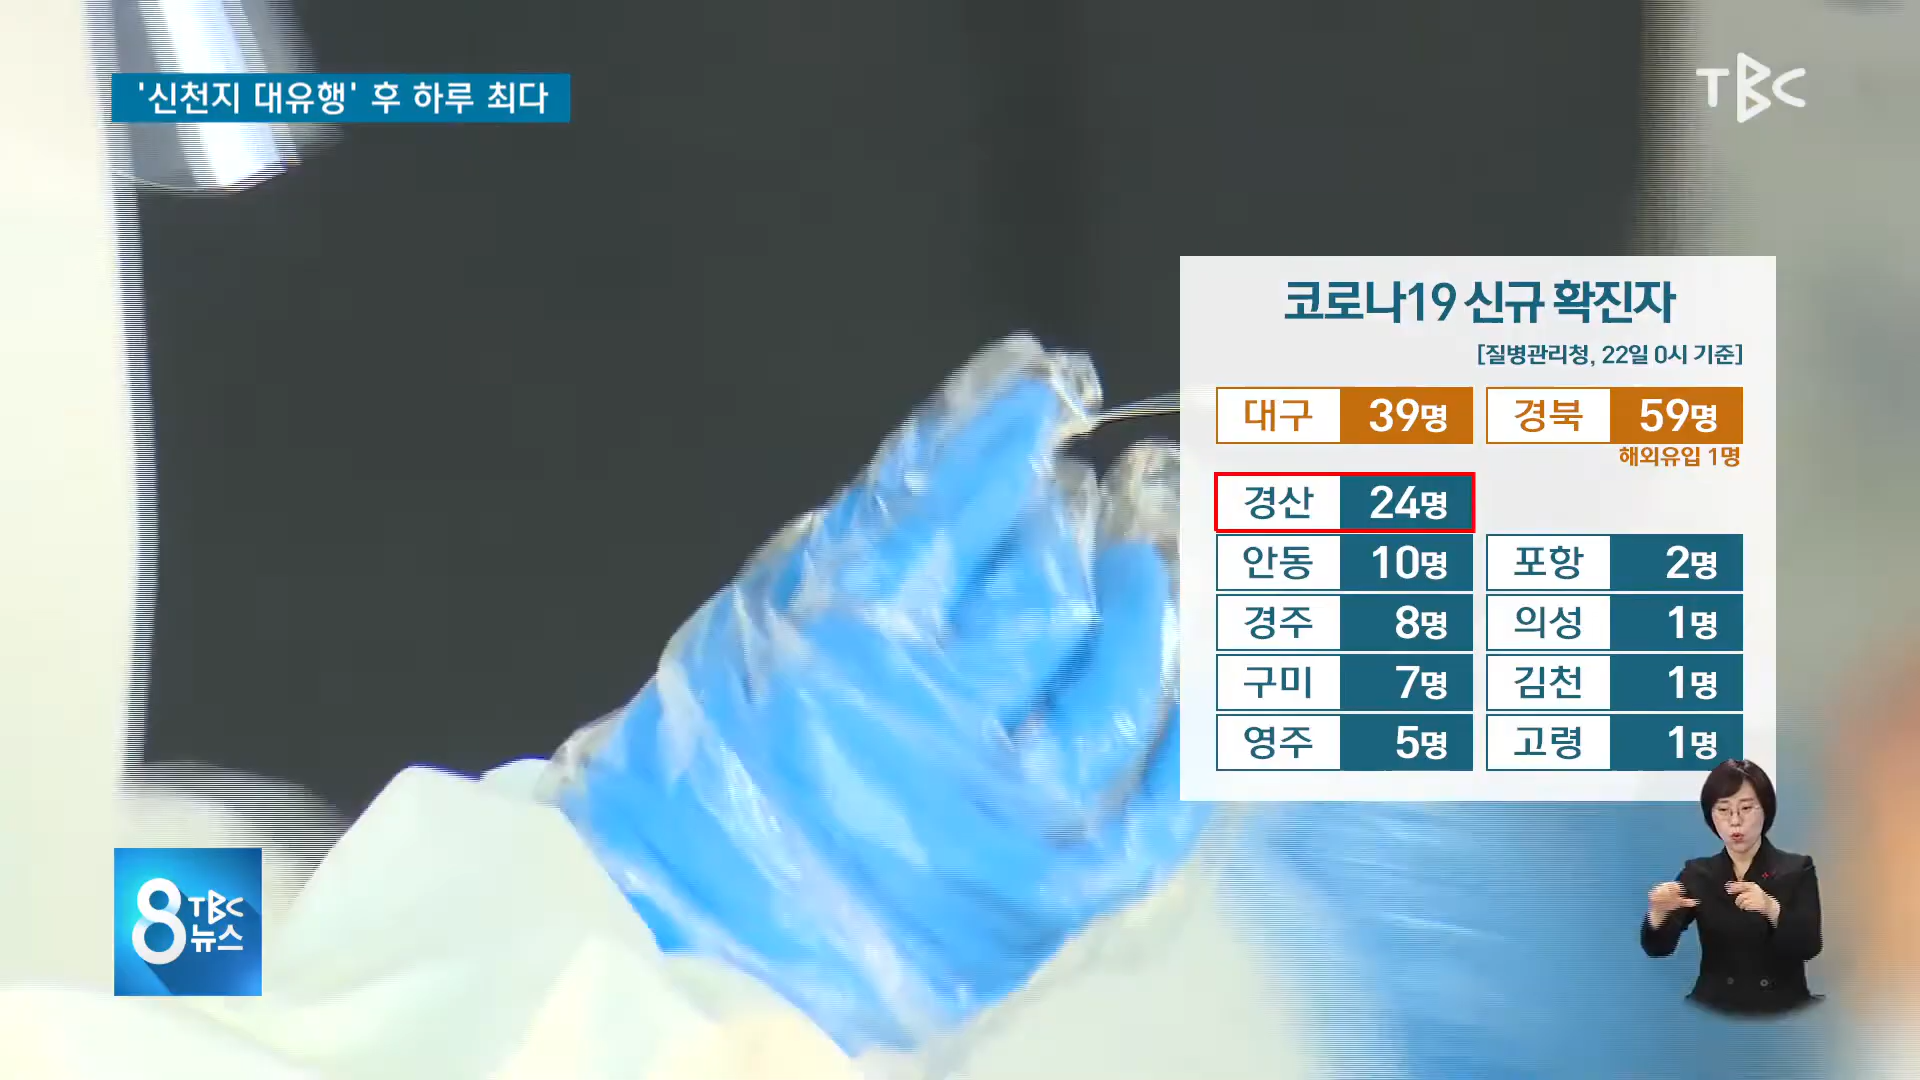 '신천지 대유행' 후 하루 최다
TBC
코로나19 신규 확진자
[질병관리청, 22일 0시 기준]
대구 39명 경북 59명
해외유입 1명
경산 24명
안동 10명 포항 2명
경주 8명 의성 1명
구미 7명 김천 1명
영주 5명 고령 1명
8 TBC 뉴스